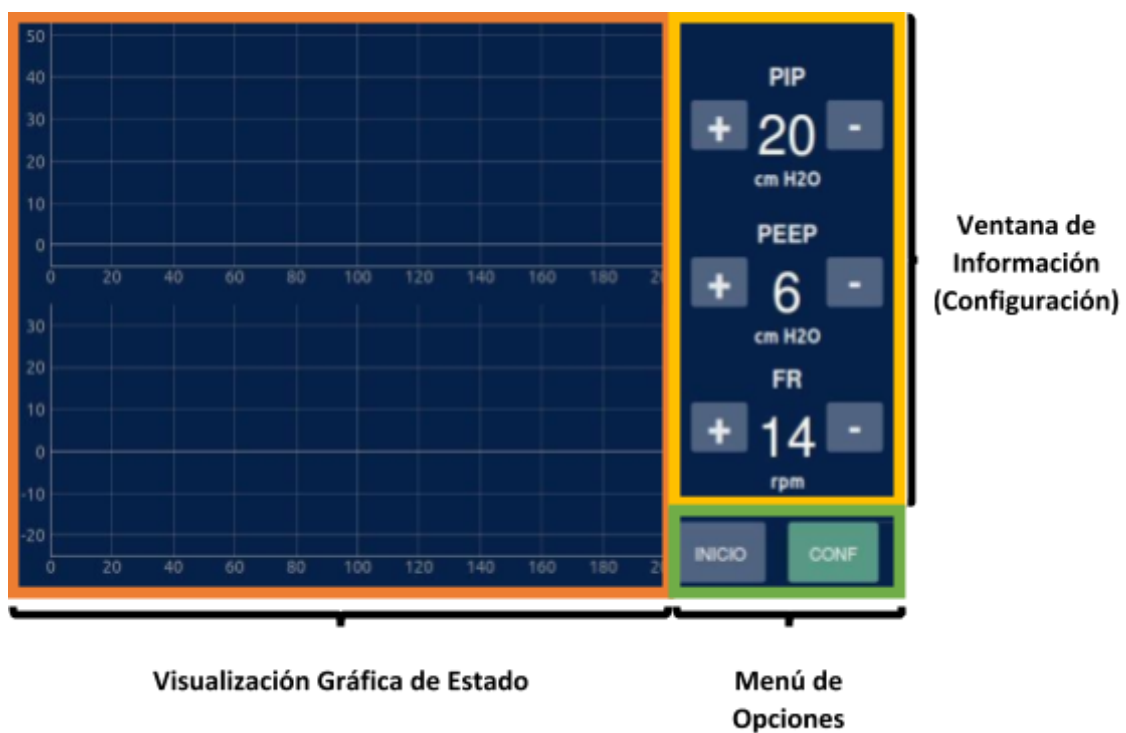 50
40
30
20
10
0
0 20 40 60 80 100 120 140 160 180 20
30
20
10
0
-10
-20
0 20 40 60 80 100 120 140 160 180 2
PIP
+ 20 -
cm H2O
PEEP
+ 6 -
cm H2O
FR
+ 14 -
rpm
INICIO CONF
Ventana de
Información
(Configuración)
Visualización Gráfica de Estado
Menú de
Opciones